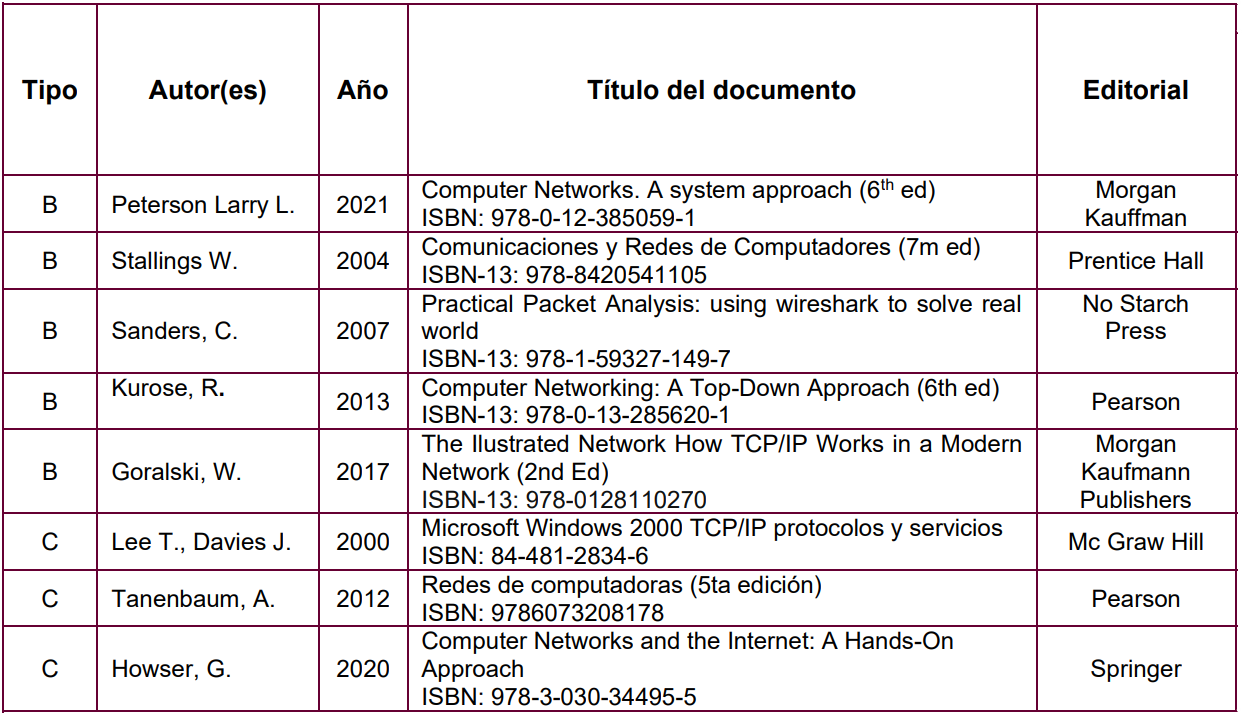 Tipo Autor(es) Año Título del documento Editorial
B Peterson Larry L. 2021 Computer Networks. A system approach (6th ed) Morgan
ISBN: 978-0-12-385059-1 Kauffman
B Stallings W. 2004 Comunicaciones y Redes de Computadores (7m ed) Prentice Hall
ISBN-13: 978-8420541105
B Sanders, C. 2007 Practical Packet Analysis: using wireshark to solve real No Starch
world Press
ISBN-13: 978-1-59327-149-7
B Kurose, R. 2013 Computer Networking: A Top-Down Approach (6th ed) Pearson
ISBN-13: 978-0-13-285620-1
B Goralski, W. 2017 The Ilustrated Network How TCP/IP Works in a Modern Morgan
Network (2nd Ed) Kaufmann
ISBN-13: 978-0128110270 Publishers
C Lee T., Davies J. 2000 Microsoft Windows 2000 TCP/IP protocolos y servicios Mc Graw Hill
ISBN: 84-481-2834-6
C Tanenbaum, A. 2012 Redes de computadoras (5ta edición) Pearson
ISBN: 9786073208178
C Howser, G. 2020 Computer Networks and the Internet: A Hands-On Springer
Approach
ISBN: 978-3-030-34495-5